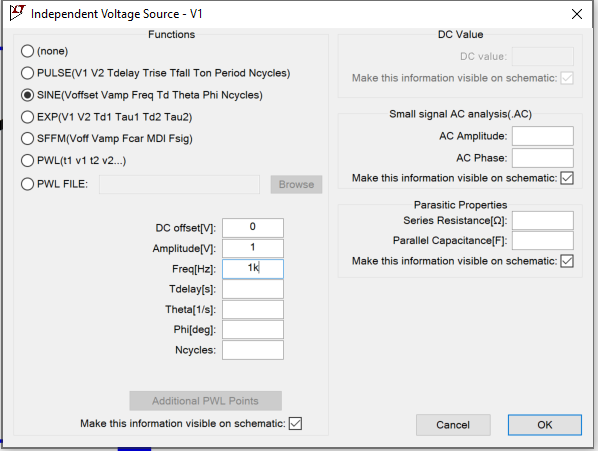 Independent Voltage Source - V1
Functions
(none)
PULSE(V1 V2 Tdelay Trise Tfall Ton Period Ncycles)
SINE(Voffset Vamp Freq Td Theta Phi Ncycles)
EXP(V1 V2 Td1 Tau1 Td2 Tau2)
SFFM(Voff Vamp Fcar MDI Fsig)
PWL(t1 v1 t2 v2...)
PWL FILE: Browse
DC offset[V]: 0
Amplitude[V]: 1
Freq[Hz]: 1k
Tdelay[s]:
Theta[1/s]:
Phi[deg]:
Ncycles:
Additional PWL Points
Make this information visible on schematic:
DC Value
DC value:
Make this information visible on schematic:
Small signal AC analysis(.AC)
AC Amplitude:
AC Phase:
Make this information visible on schematic:
Parasitic Properties
Series Resistance[Ω]:
Parallel Capacitance[F]:
Make this information visible on schematic:
Cancel OK